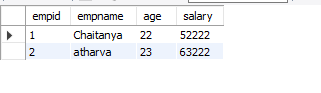 empid empname age salary
1 Chaitanya 22 52222
2 atharva 23 63222